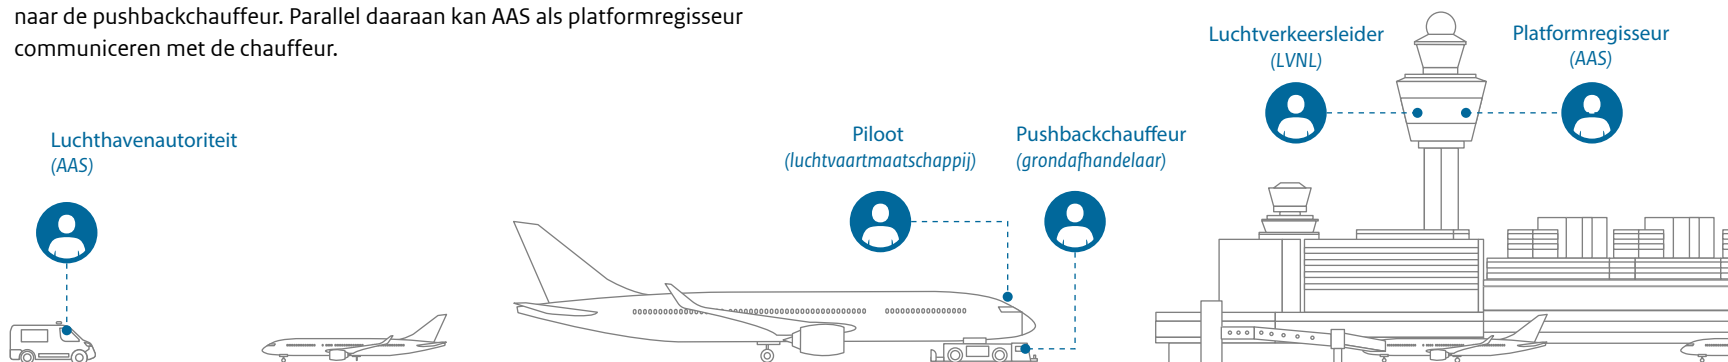 naar de pushbackchauffeur. Parallel daaraan kan AAS als platformregisseur
communiceren met de chauffeur.
Luchtverkeersleider
(LVNL)
Platformregisseur
(AAS)
Luchthavenautoriteit
(AAS)
Piloot
(luchtvaartmaatschappij)
Pushbackchauffeur
(grondafhandelaar)